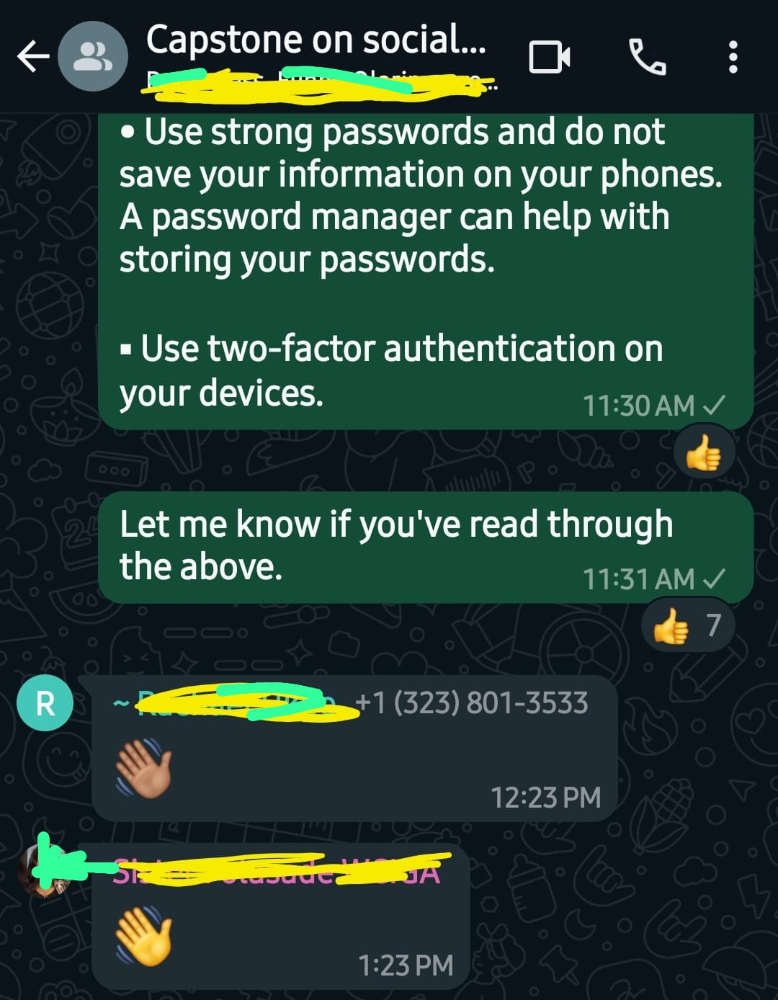 Capstone on social...
• Use strong passwords and do not
save your information on your phones.
A password manager can help with
storing your passwords.
▪ Use two-factor authentication on
your devices.
11:30 AM
Let me know if you've read through
the above.
11:31 AM
7
R
~ +1 (323) 801-3533
12:23 PM
1:23 PM